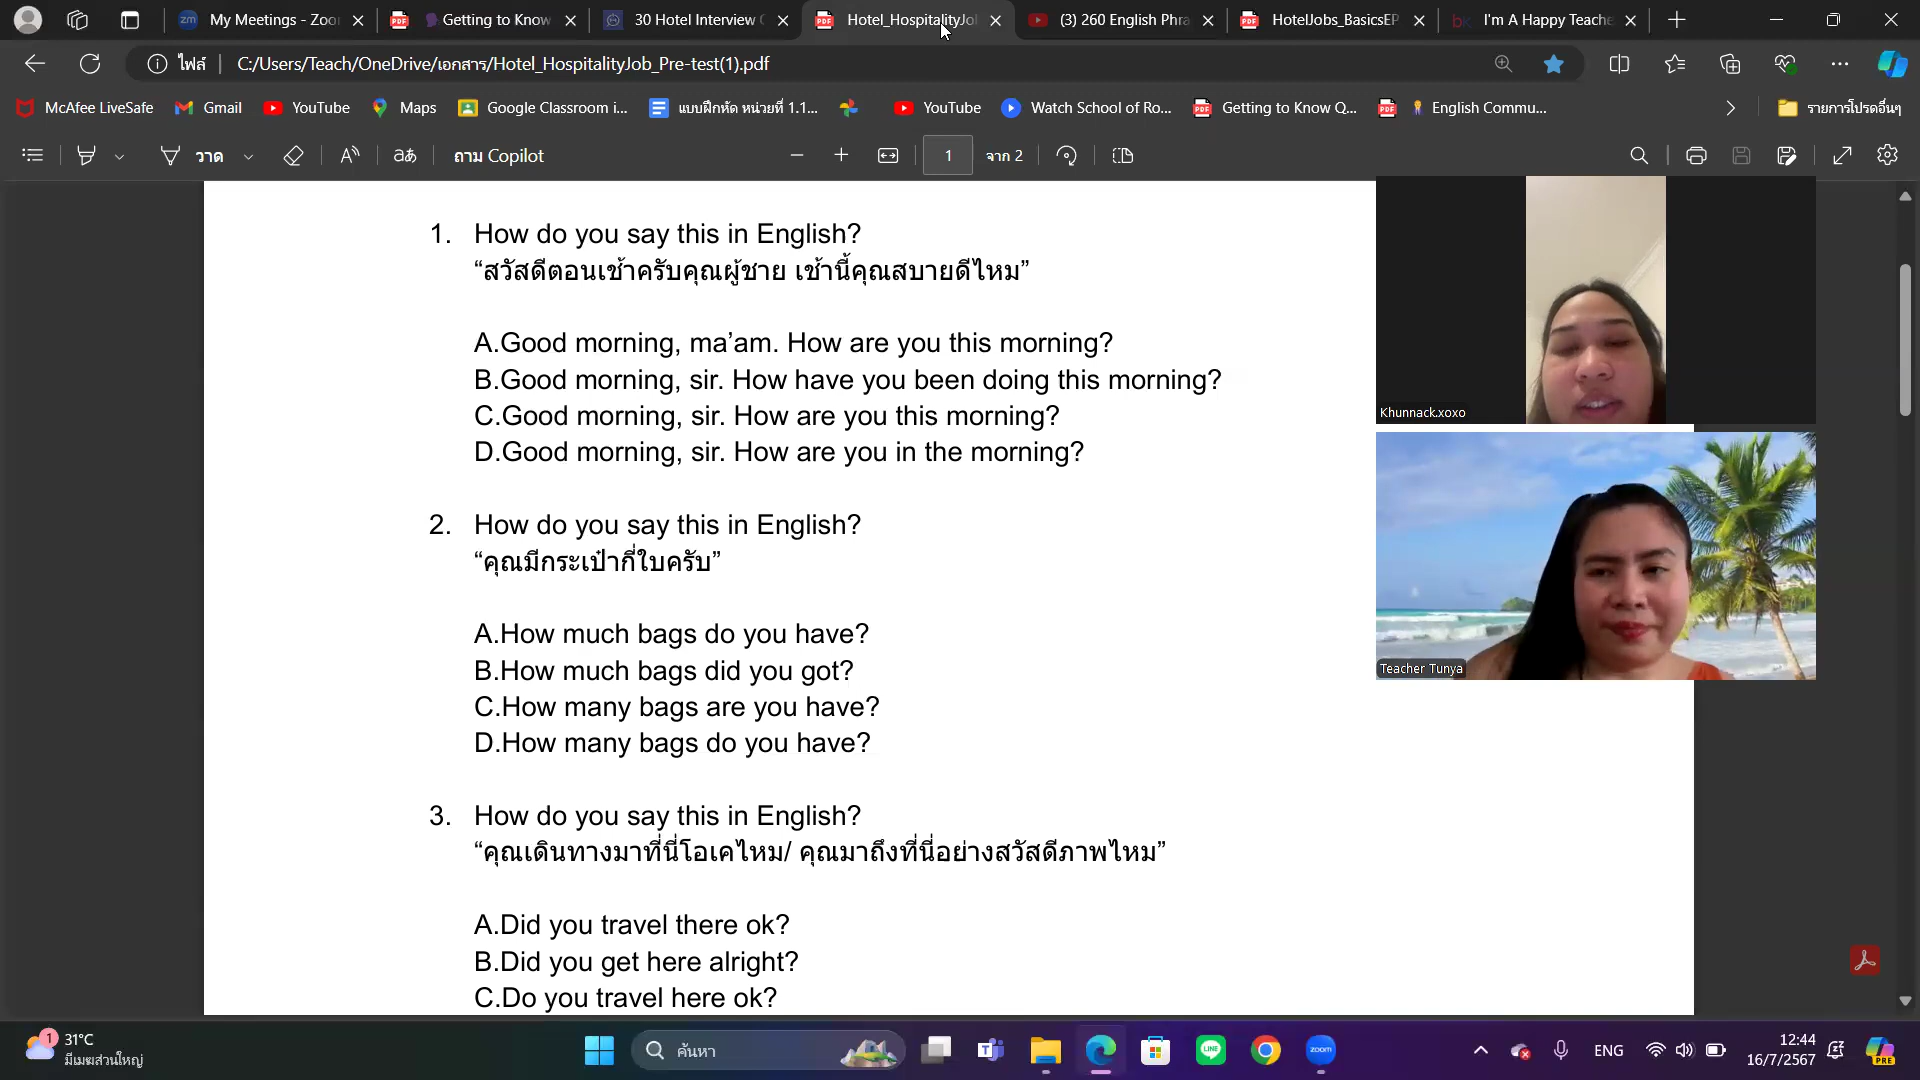 My Meetings - Zoo
Getting to Know
30 Hotel Interview
Hotel_HospitalityJo
(3) 260 English Phra
HotelJobs_BasicsEP
I'm A Happy Teache
ไฟล์
C:/Users/Teach/OneDrive/เอกสาร/Hotel_HospitalityJob_Pre-test(1).pdf
McAfee LiveSafe
Gmail
YouTube
Maps
Google Classroom i...
แบบฝึกหัด หน่วยที่ 1.1...
YouTube
Watch School of Ro...
Getting to Know Q...
English Commu...
รายการโปรดอื่นๆ
วาด
aあ
ถาม Copilot
1
จาก 2
1. How do you say this in English?
“สวัสดีตอนเช้าครับคุณผู้ชาย เช้านี้คุณสบายดีไหม”
A.Good morning, ma’am. How are you this morning?
B.Good morning, sir. How have you been doing this morning?
C.Good morning, sir. How are you this morning?
D.Good morning, sir. How are you in the morning?
2. How do you say this in English?
“คุณมีกระเป๋ากี่ใบครับ”
A.How much bags do you have?
B.How much bags did you got?
C.How many bags are you have?
D.How many bags do you have?
3. How do you say this in English?
“คุณเดินทางมาที่นี่โอเคไหม/ คุณมาถึงที่นี่อย่างสวัสดีภาพไหม”
A.Did you travel there ok?
B.Did you get here alright?
C.Do you travel here ok?
Khunnack.xoxo
Teacher Tunya
1
31°C
มีเมฆส่วนใหญ่
ค้นหา
LINE
zoom
ENG
12:44
16/7/2567
PRE